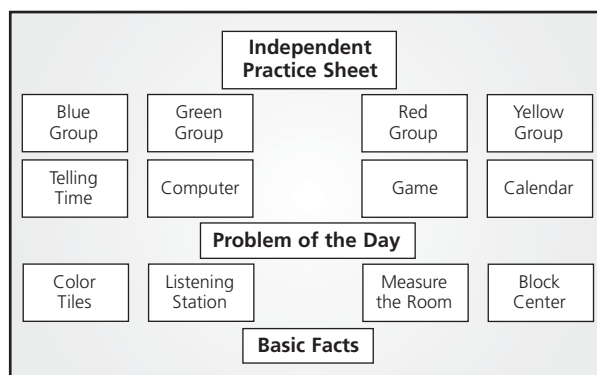 Independent
Practice Sheet
Blue
Group
Green
Group
Red
Group
Yellow
Group
Telling
Time
Computer
Game
Calendar
Problem of the Day
Color
Tiles
Listening
Station
Measure
the Room
Block
Center
Basic Facts